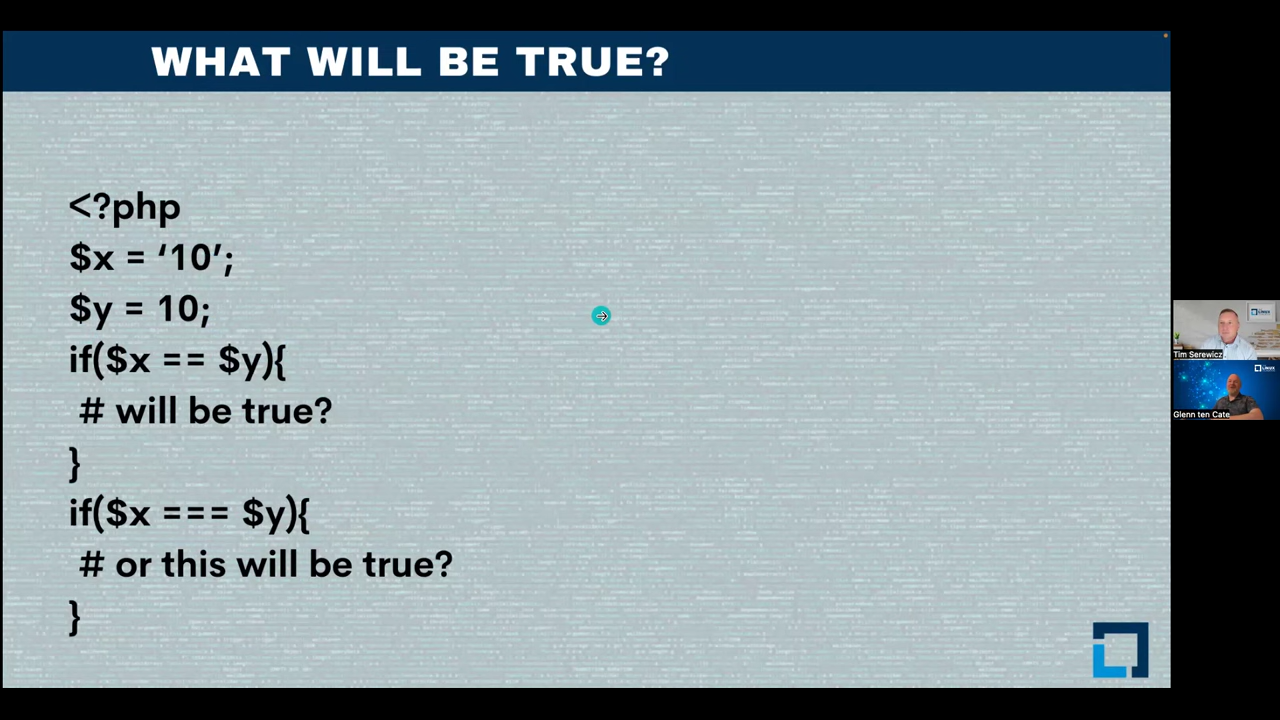 WHAT WILL BE TRUE?
<?php
$x = ‘10’;
$y = 10;
if($x == $y){
# will be true?
}
if($x === $y){
# or this will be true?
}
Tim Serewicz
Glenn ten Cate